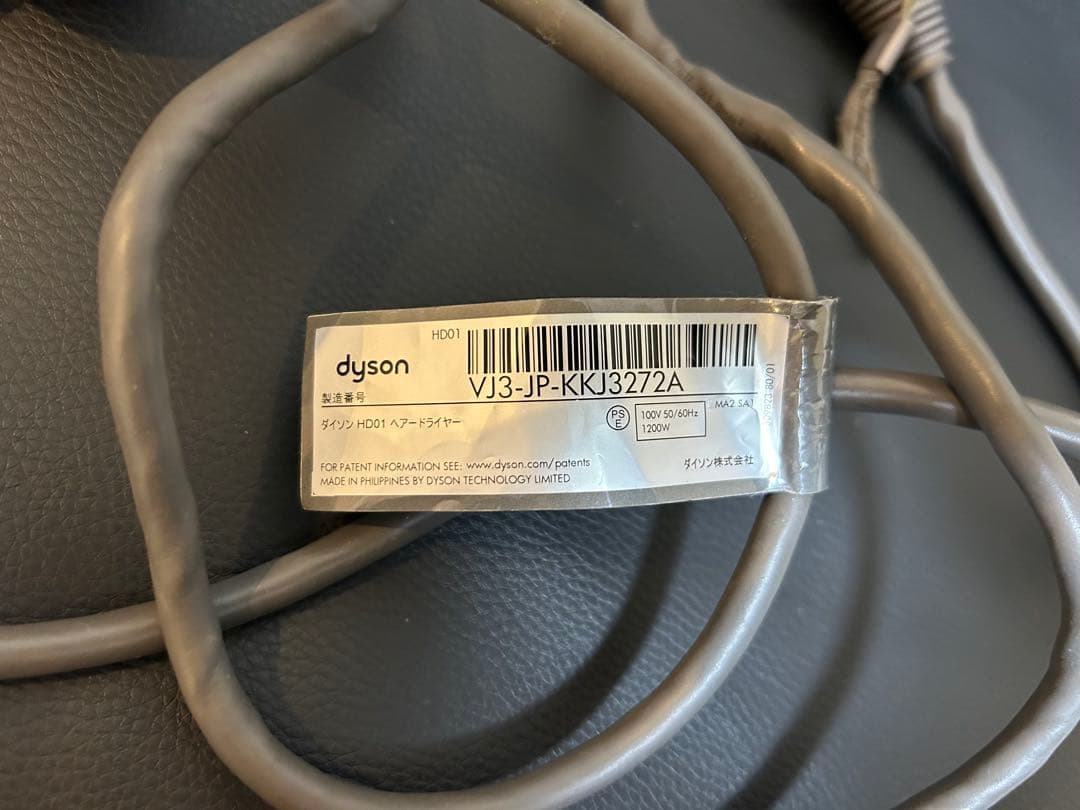 HD01
dyson
VJ3-JP-KKJ3272A
製造番号
ダイソン HD01 ヘアードライヤー
PS
E
100V 50/60Hz
1200W
MA2 SA1
FOR PATENT INFORMATION SEE: www.dyson.com/patents
MADE IN PHILIPPINES BY DYSON TECHNOLOGY LIMITED
ダイソン株式会社